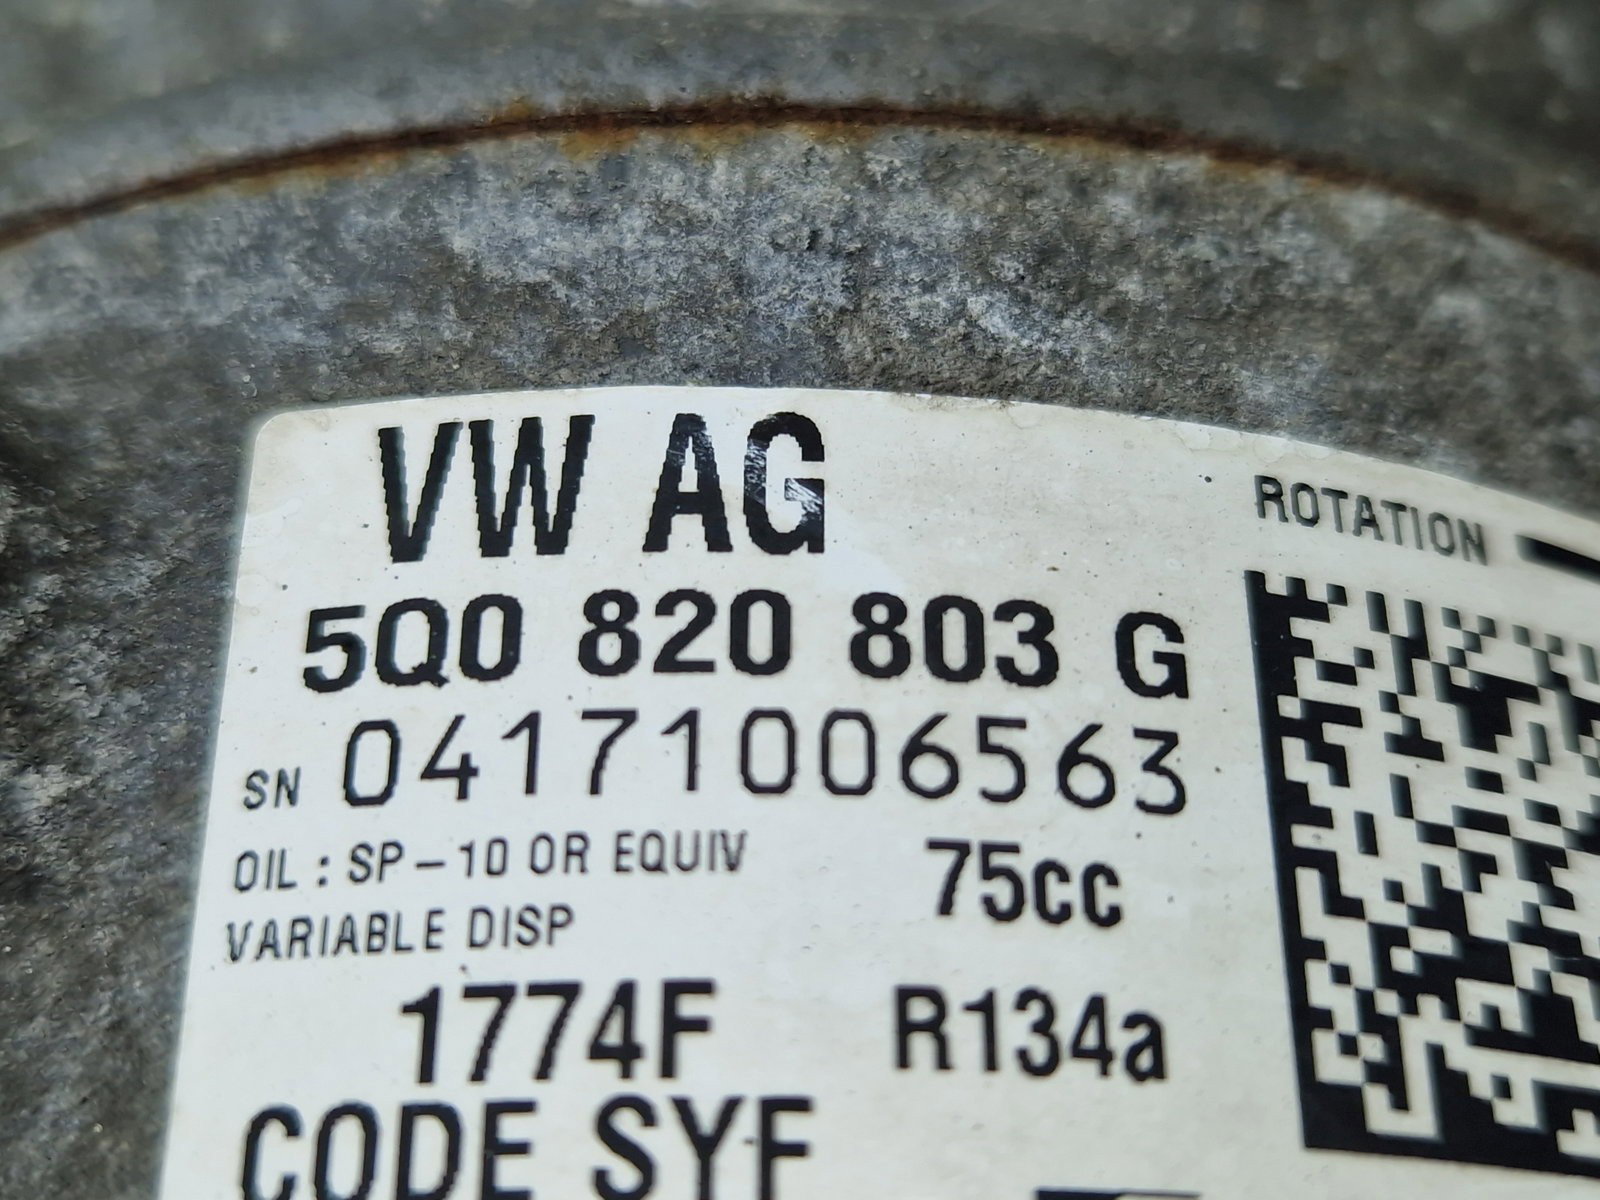 VW AG
ROTATION
5Q0 820 803 G
SN 04171006563
OIL : SP-10 OR EQUIV 75cc
VARIABLE DISP
1774F R134a
CODE SYF